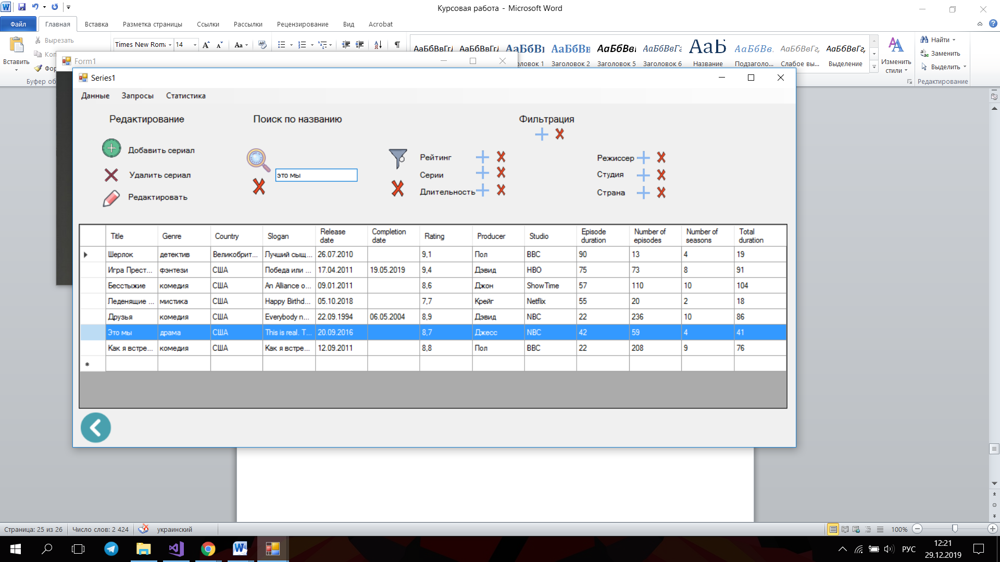 Курсовая работа - Microsoft Word
Файл Главная Вставка Разметка страницы Ссылки Рассылки Рецензирование Вид Acrobat
Вырезать
Вставить
Буфер
Times New Roma 14
АаБбВвГг АаБбВвГг АаБбВ АаБбВв АаБбВв АаБбВвГг АаБ АаБбВв АаБбВвГг АаБбВвГг
Заголовок 2 Заголовок 5 Заголовок 6 Название Подзаголо... Слабое вы... Выделение
Изменить стили
Найти
Заменить
Выделить
Редактирование
Form1
Series1
Данные Запросы Статистика
Редактирование Поиск по названию Фильтрация
Добавить сериал
Удалить сериал
Редактировать
это мы
Рейтинг
Серии
Длительность
Режиссер
Студия
Страна
Title Genre Country Slogan Release date Completion date Rating Producer Studio Episode duration Number of episodes Number of seasons Total duration
Шерлок детектив Великобрит... Лучший сыщ... 26.07.2010 9,1 Пол BBC 90 13 4 19
Игра Прест... фэнтези США Победа или ... 17.04.2011 19.05.2019 9,4 Дэвид HBO 75 73 8 91
Бесстыжие комедия США An Alliance o... 09.01.2011 8,6 Джон ShowTime 57 110 10 104
Леденящие ... мистика США Happy Birthd... 05.10.2018 7,7 Крейг Netflix 55 20 2 18
Друзья комедия США Everybody n... 22.09.1994 06.05.2004 8,9 Дэвид NBC 22 236 10 86
Это мы драма США This is real. T... 20.09.2016 8,7 Джесс NBC 42 59 4 41
Как я встре... комедия США Как я встре... 12.09.2011 8,8 Пол BBC 22 208 9 76
Страница: 25 из 26 Число слов: 2 424 украинский 100%
РУС
12:21
29.12.2019